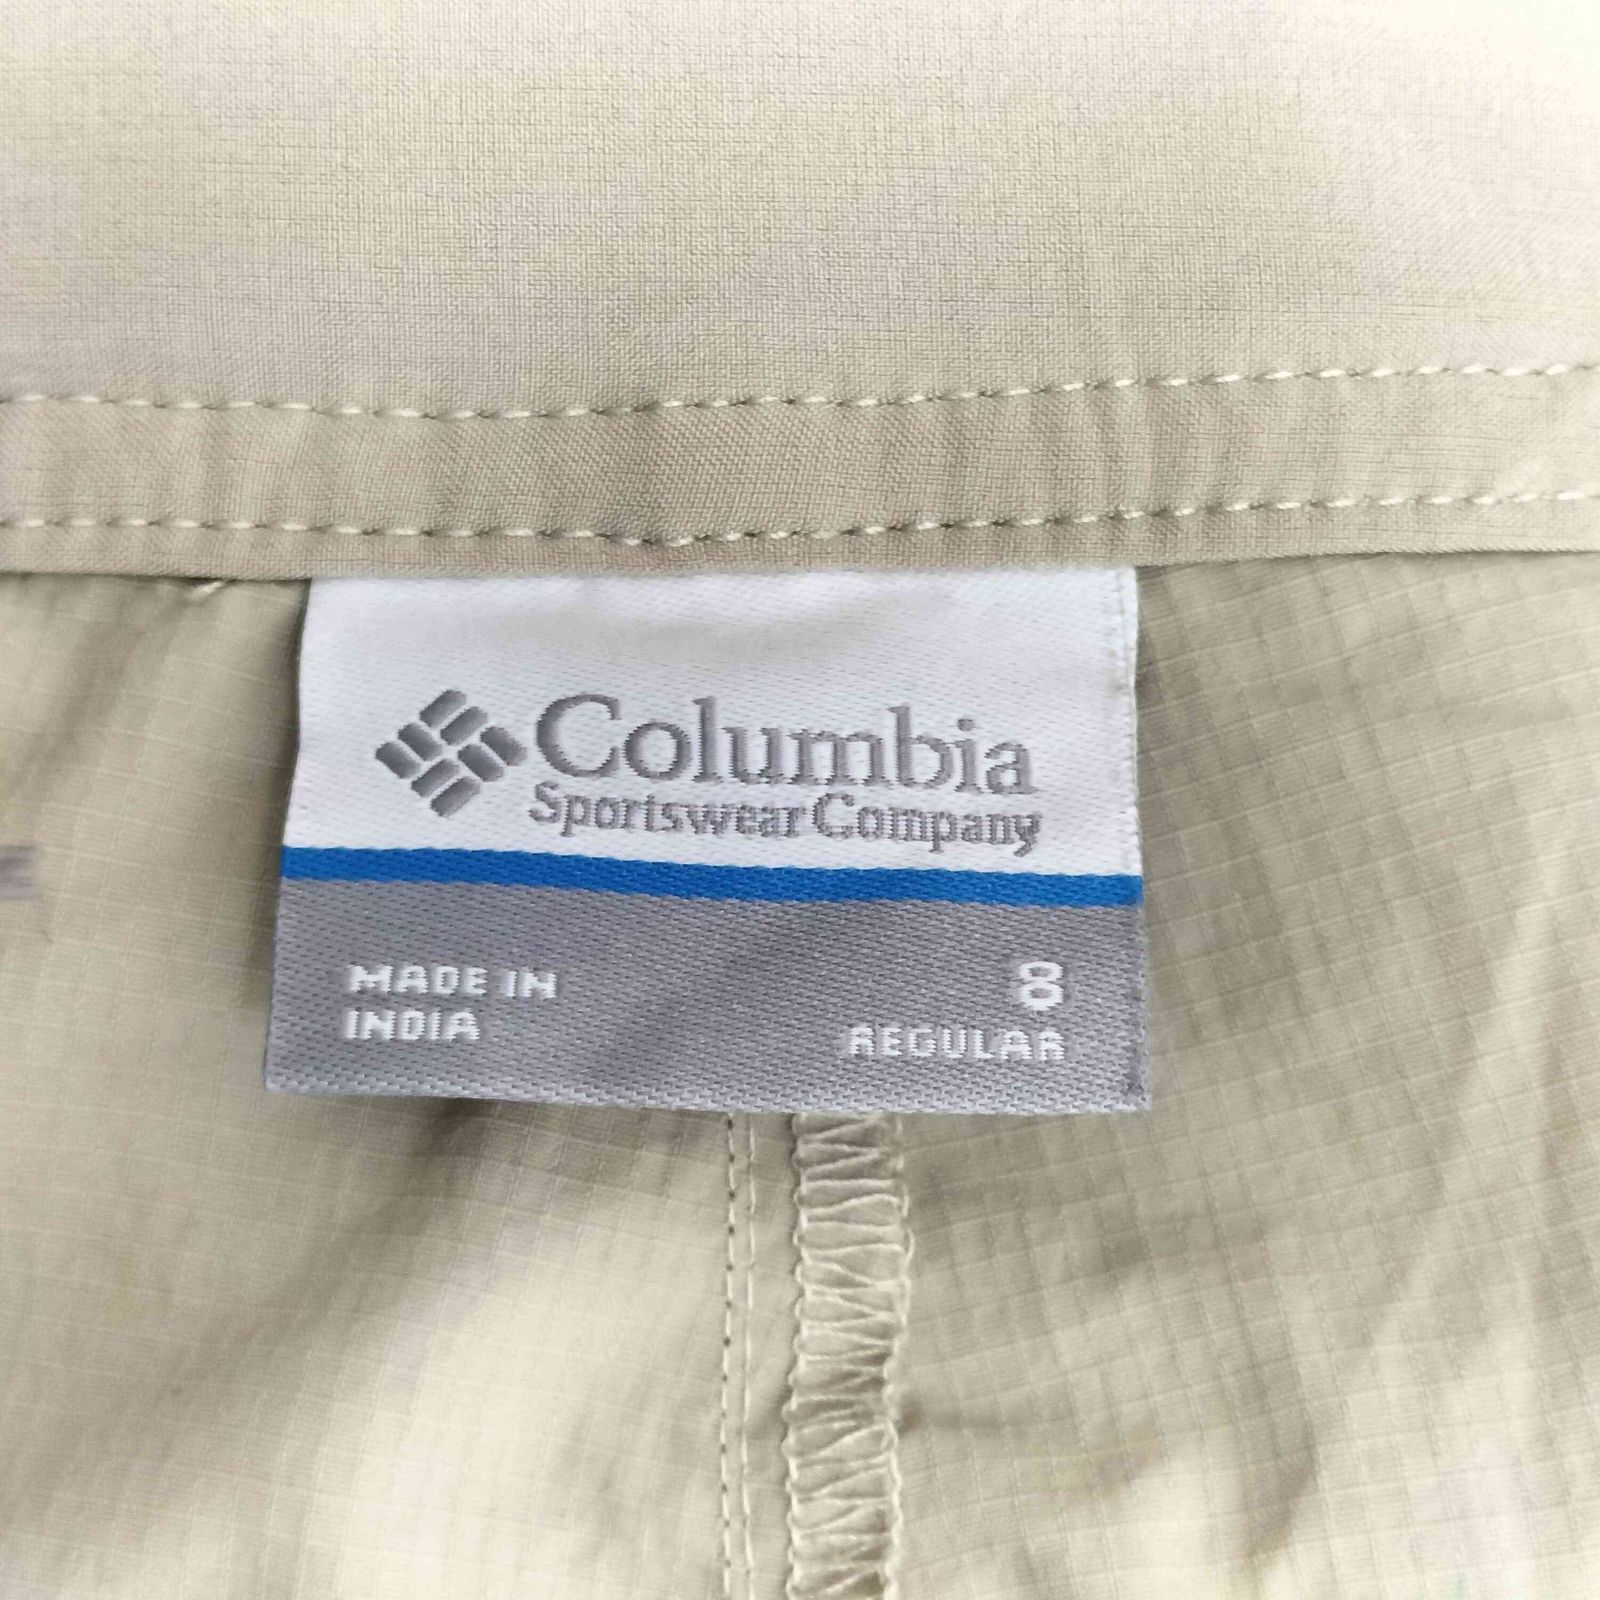 Columbia
Sportswear Company
MADE IN
INDIA
8
REGULAR